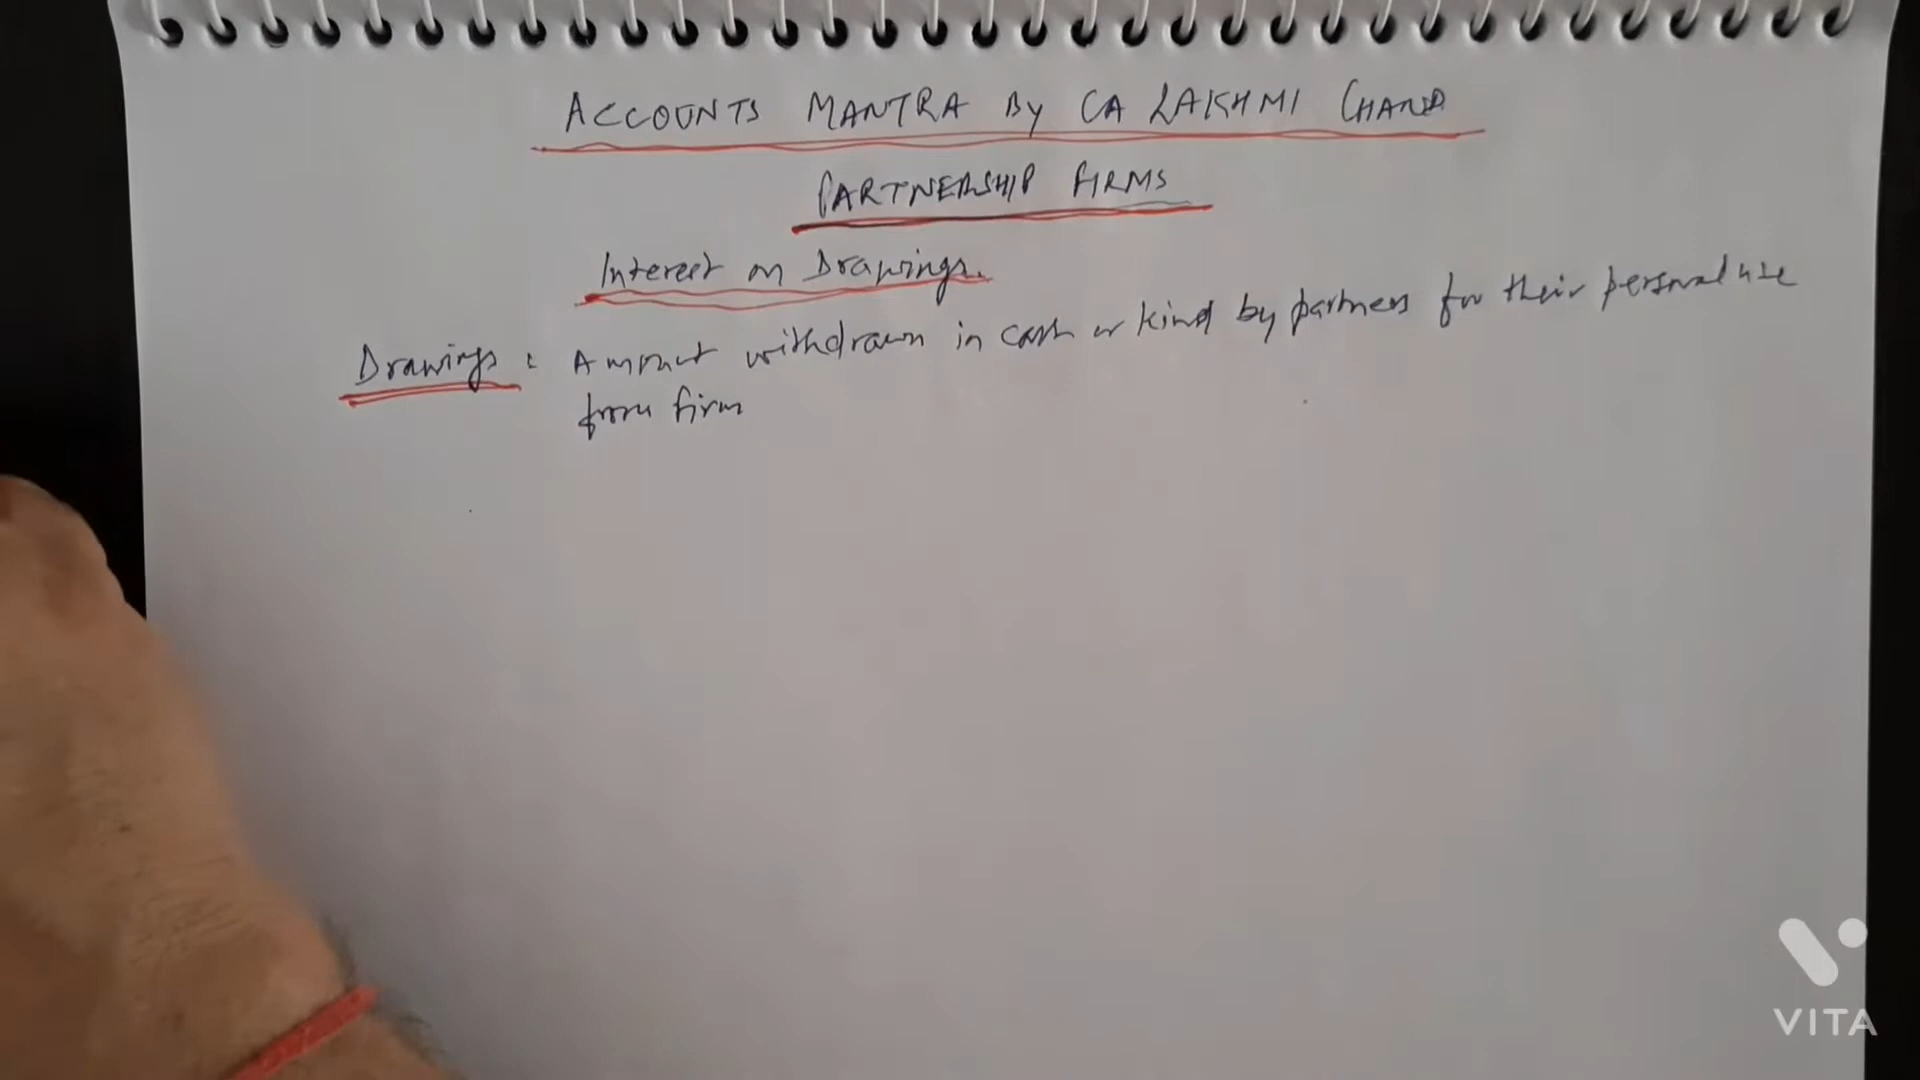 ACCOUNTS MANTRA By CA LAKHMI CHAND
PARTNERSHIP FIRMS
Interest on Drawings.
Drawings : Amount withdrawn in cash or kind by partners for their personal use
from firm
VITA